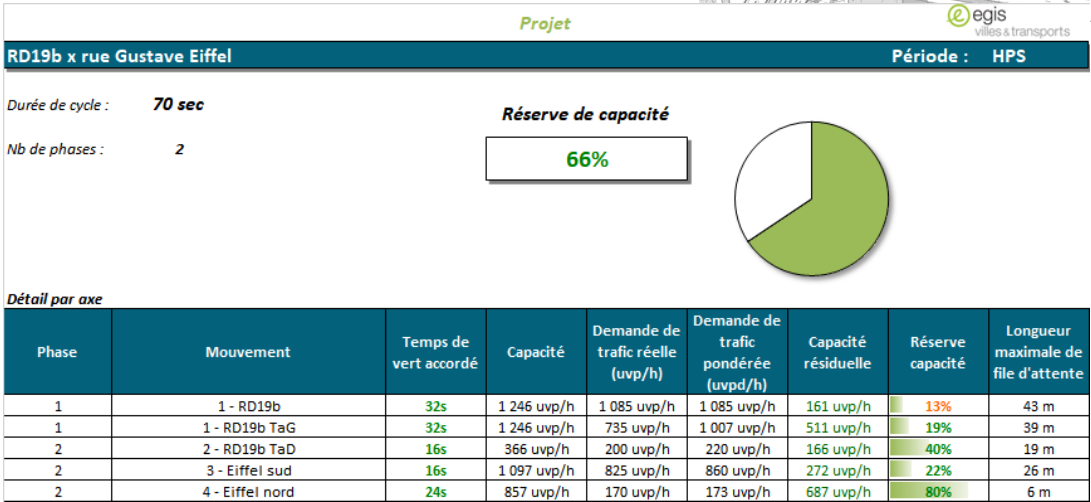 Projet
egis
villes & transports
RD19b x rue Gustave Eiffel Période : HPS
Durée de cycle : 70 sec
Réserve de capacité
Nb de phases : 2
66%
Détail par axe
Phase Mouvement Temps de vert accordé Capacité Demande de trafic réelle (uvp/h) Demande de trafic pondérée (uvpd/h) Capacité résiduelle Réserve capacité Longueur maximale de file d'attente
1 1 - RD19b 32s 1 246 uvp/h 1 085 uvp/h 1 085 uvp/h 161 uvp/h 13% 43 m
1 1 - RD19b TaG 32s 1 246 uvp/h 735 uvp/h 1 007 uvp/h 511 uvp/h 19% 39 m
2 2 - RD19b TaD 16s 366 uvp/h 200 uvp/h 220 uvp/h 166 uvp/h 40% 19 m
2 3 - Eiffel sud 16s 1 097 uvp/h 825 uvp/h 860 uvp/h 272 uvp/h 22% 26 m
2 4 - Eiffel nord 24s 857 uvp/h 170 uvp/h 173 uvp/h 687 uvp/h 80% 6 m